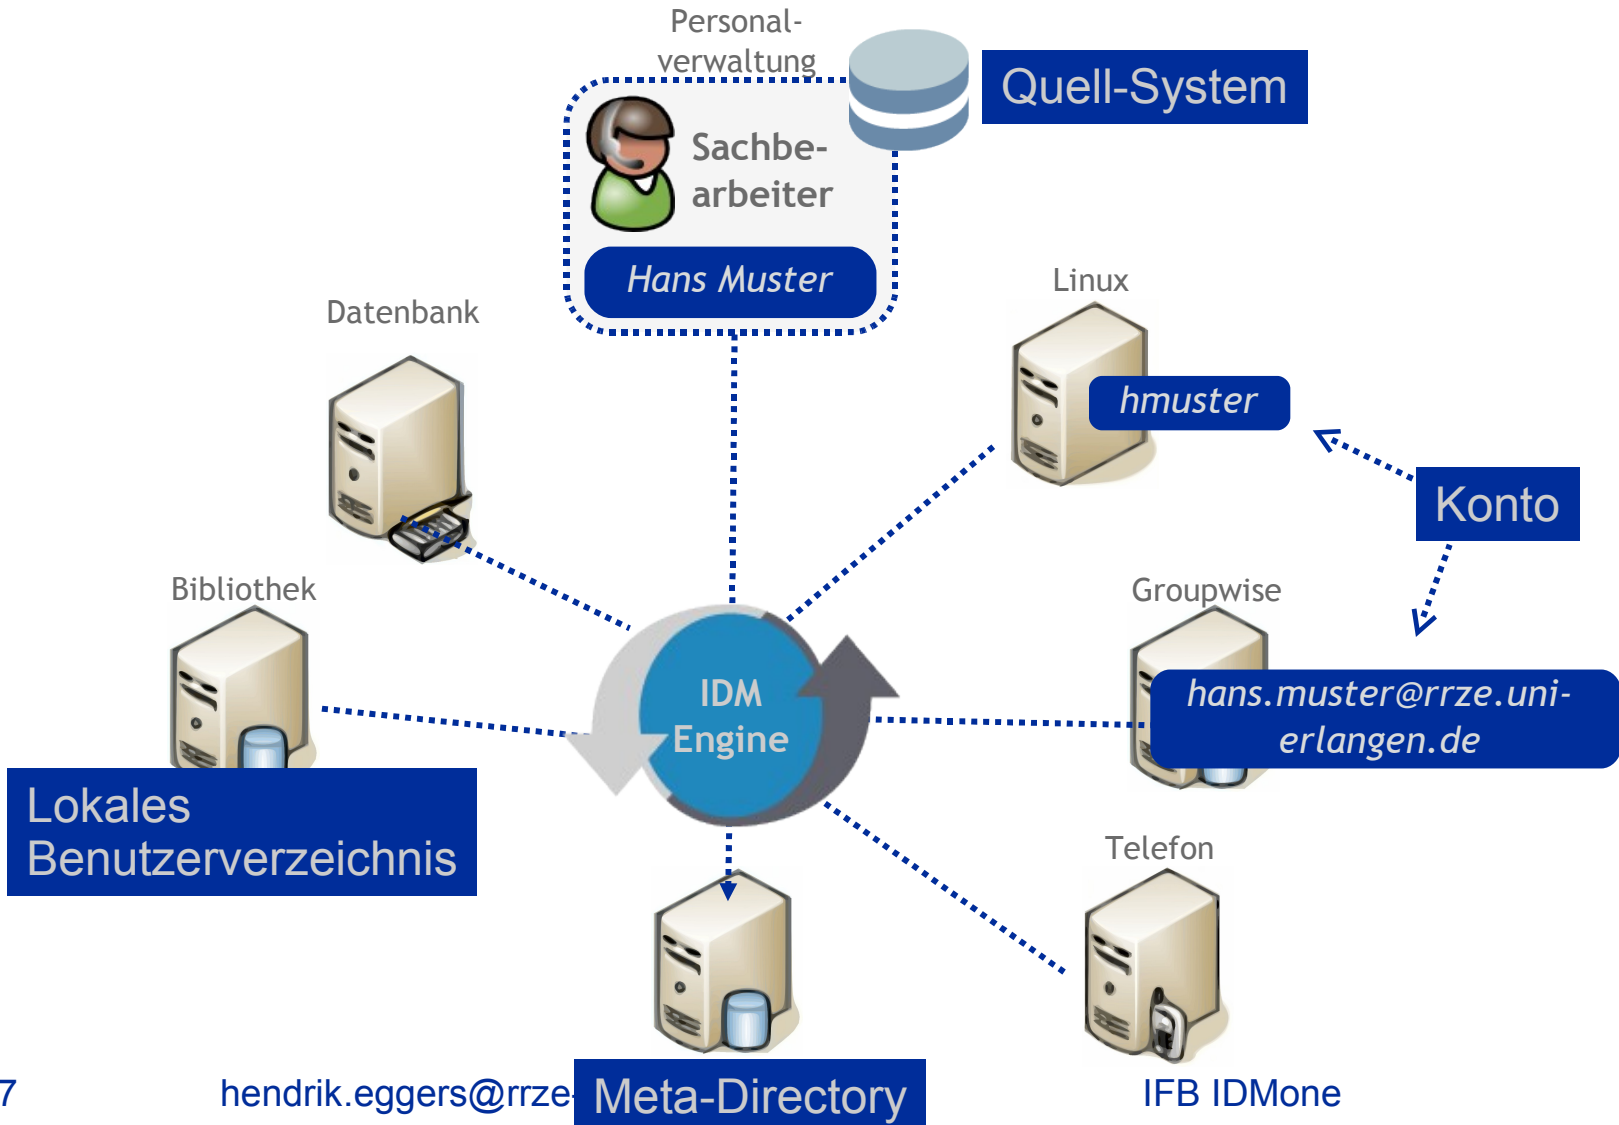 Personal-
verwaltung
Quell-System
Sachbe-
arbeiter
Hans Muster
Linux
Datenbank
hmuster
Konto
Bibliothek
Groupwise
IDM
Engine
hans.muster@rrze.uni-
erlangen.de
Lokales
Benutzerverzeichnis
Telefon
7
hendrik.eggers@rrze-
Meta-Directory
IFB IDMone